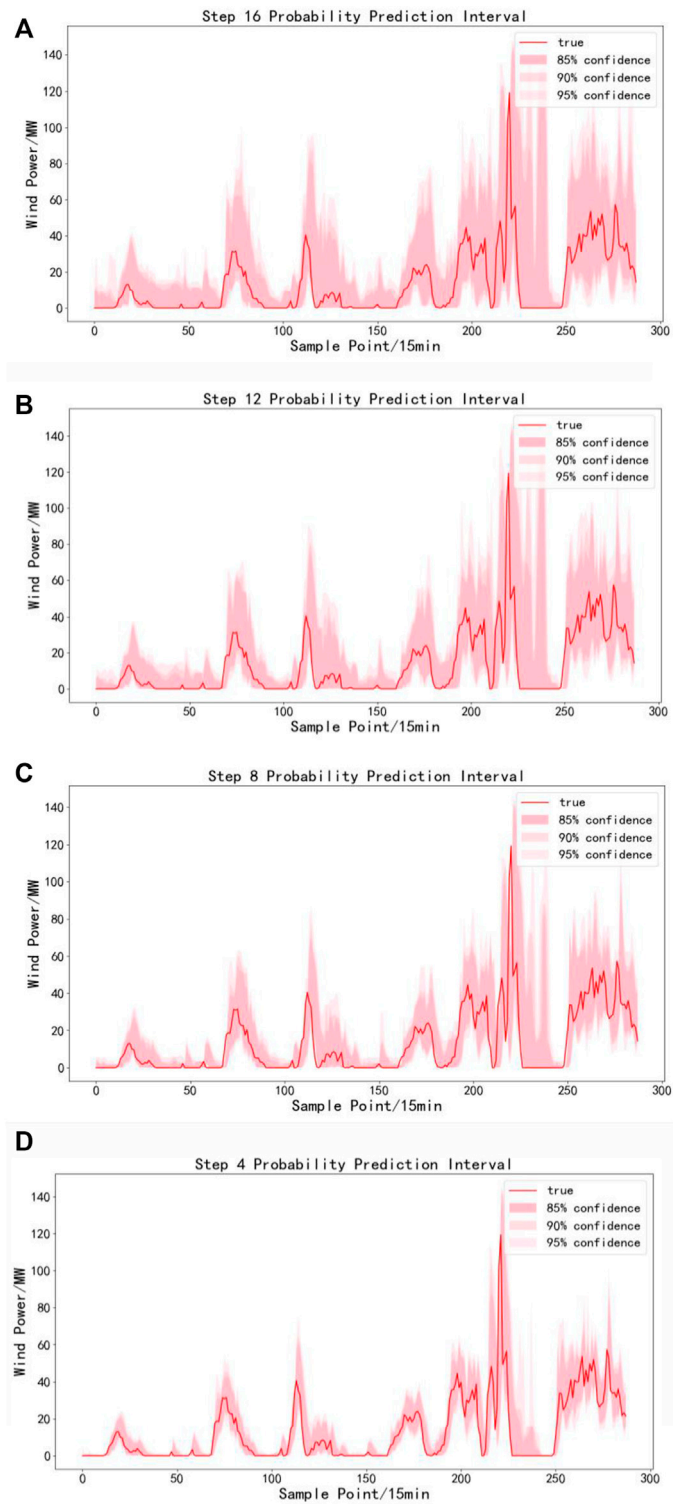 A
Step 16 Probability Prediction Interval
true
85% confidence
90% confidence
95% confidence
Wind Power/MW
140
120
100
80
60
40
20
0
0 50 100 150 200 250 300
Sample Point/15min
B
Step 12 Probability Prediction Interval
true
85% confidence
90% confidence
95% confidence
Wind Power/MW
140
120
100
80
60
40
20
0
0 50 100 150 200 250 300
Sample Point/15min
C
Step 8 Probability Prediction Interval
true
85% confidence
90% confidence
95% confidence
Wind Power/MW
140
120
100
80
60
40
20
0
0 50 100 150 200 250 300
Sample Point/15min
D
Step 4 Probability Prediction Interval
true
85% confidence
90% confidence
95% confidence
Wind Power/MW
140
120
100
80
60
40
20
0
0 50 100 150 200 250 300
Sample Point/15min